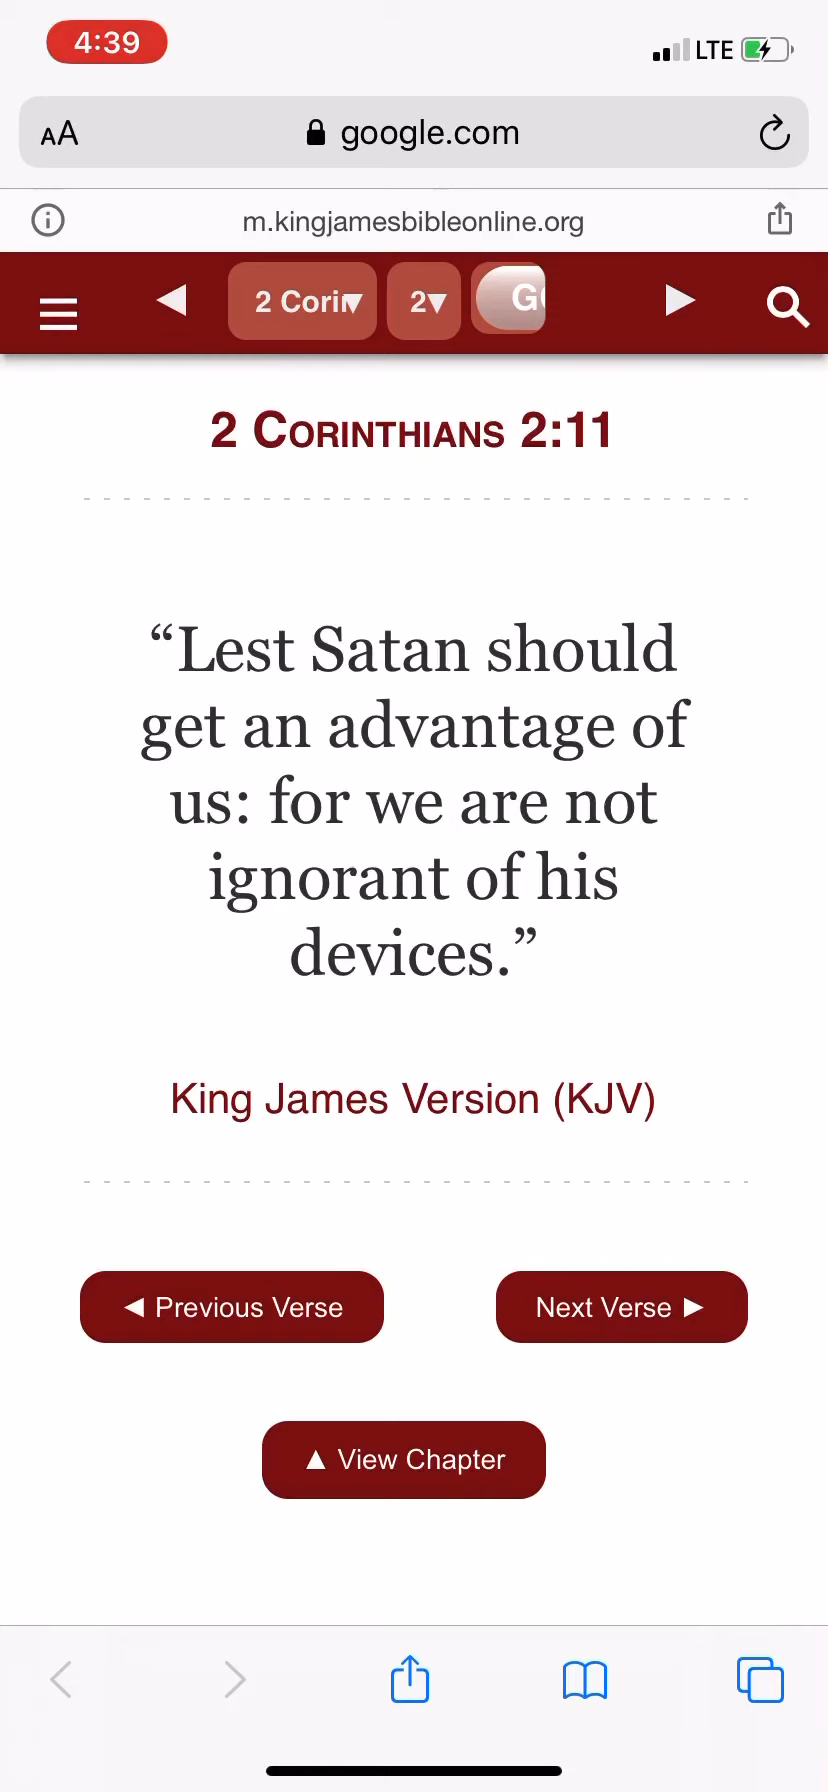 4:39 LTE
AA google.com
m.kingjamesbibleonline.org
2 Corin 2 G
2 Corinthians 2:11
“Lest Satan should
get an advantage of
us: for we are not
ignorant of his
devices.”
King James Version (KJV)
◀ Previous Verse Next Verse ▶
▲ View Chapter